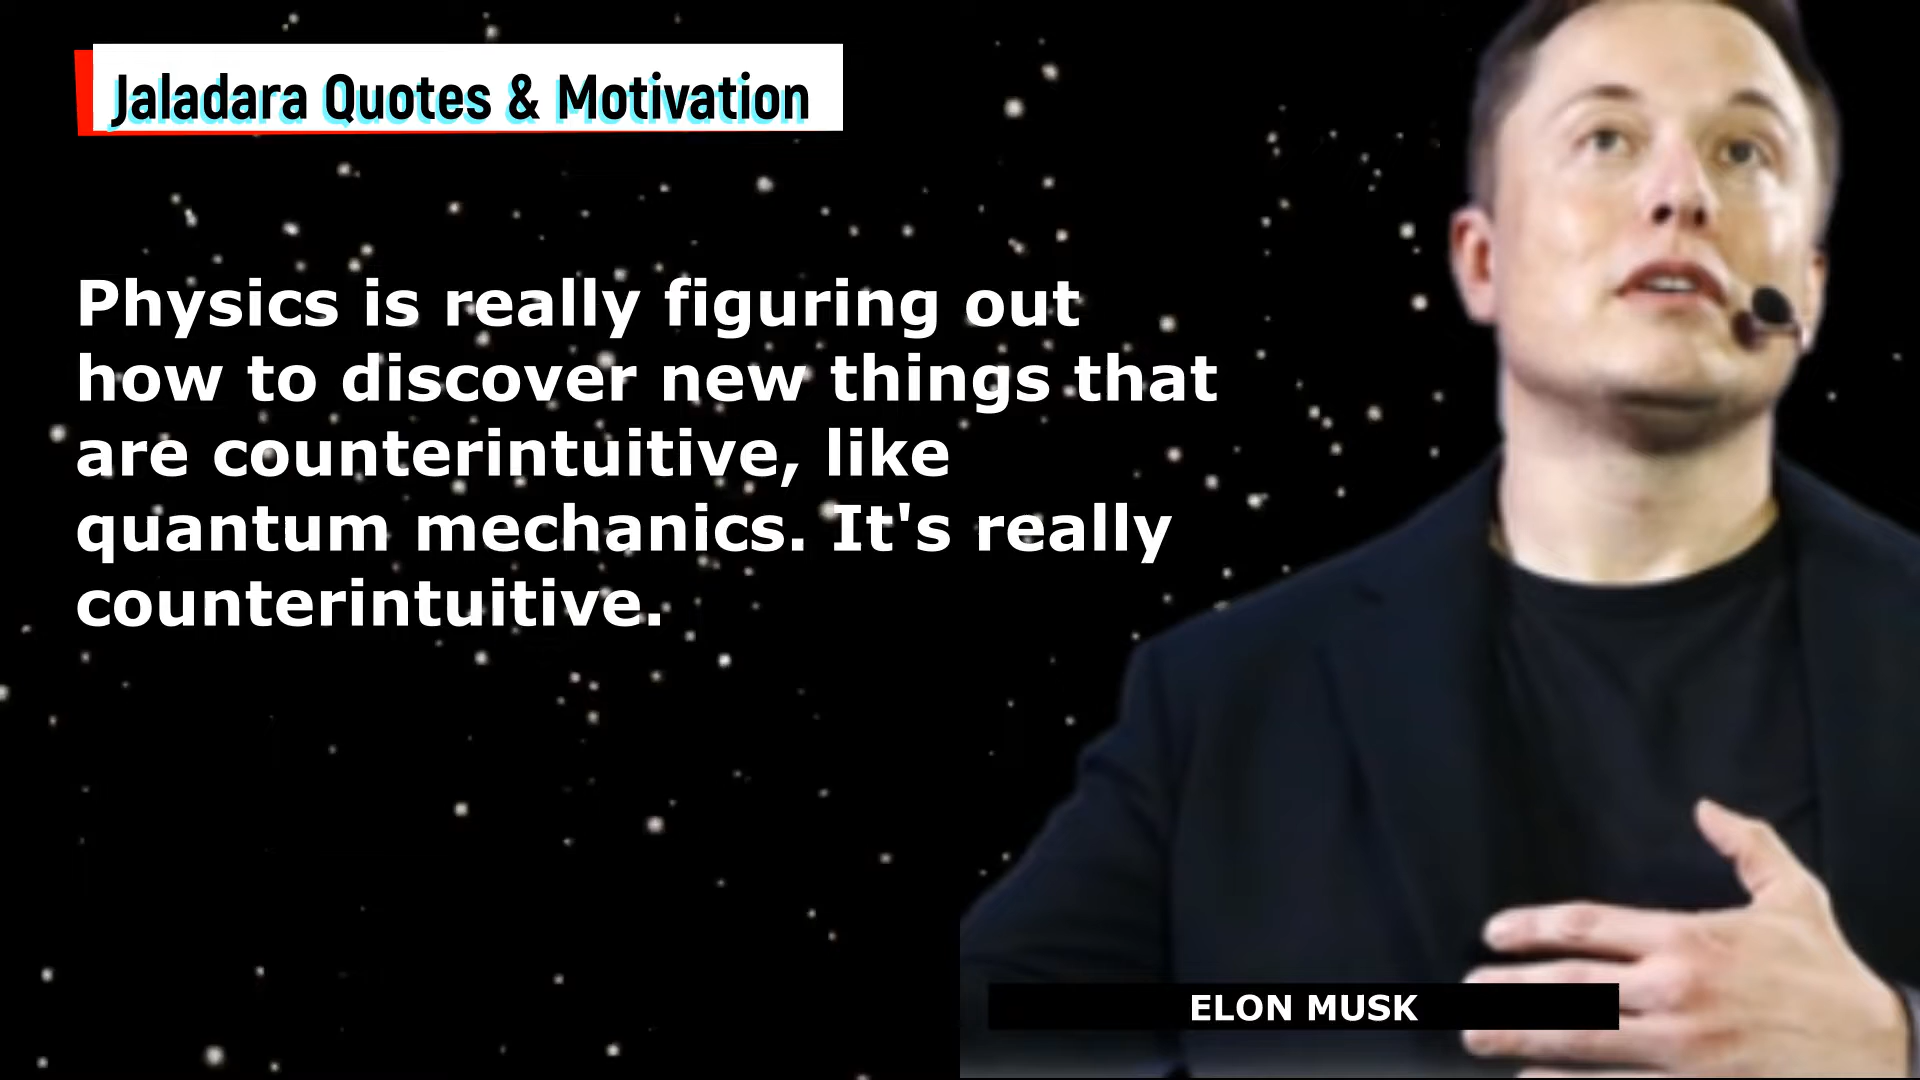 Jaladara Quotes & Motivation
Physics is really figuring out
how to discover new things that
are counterintuitive, like
quantum mechanics. It's really
counterintuitive.
ELON MUSK